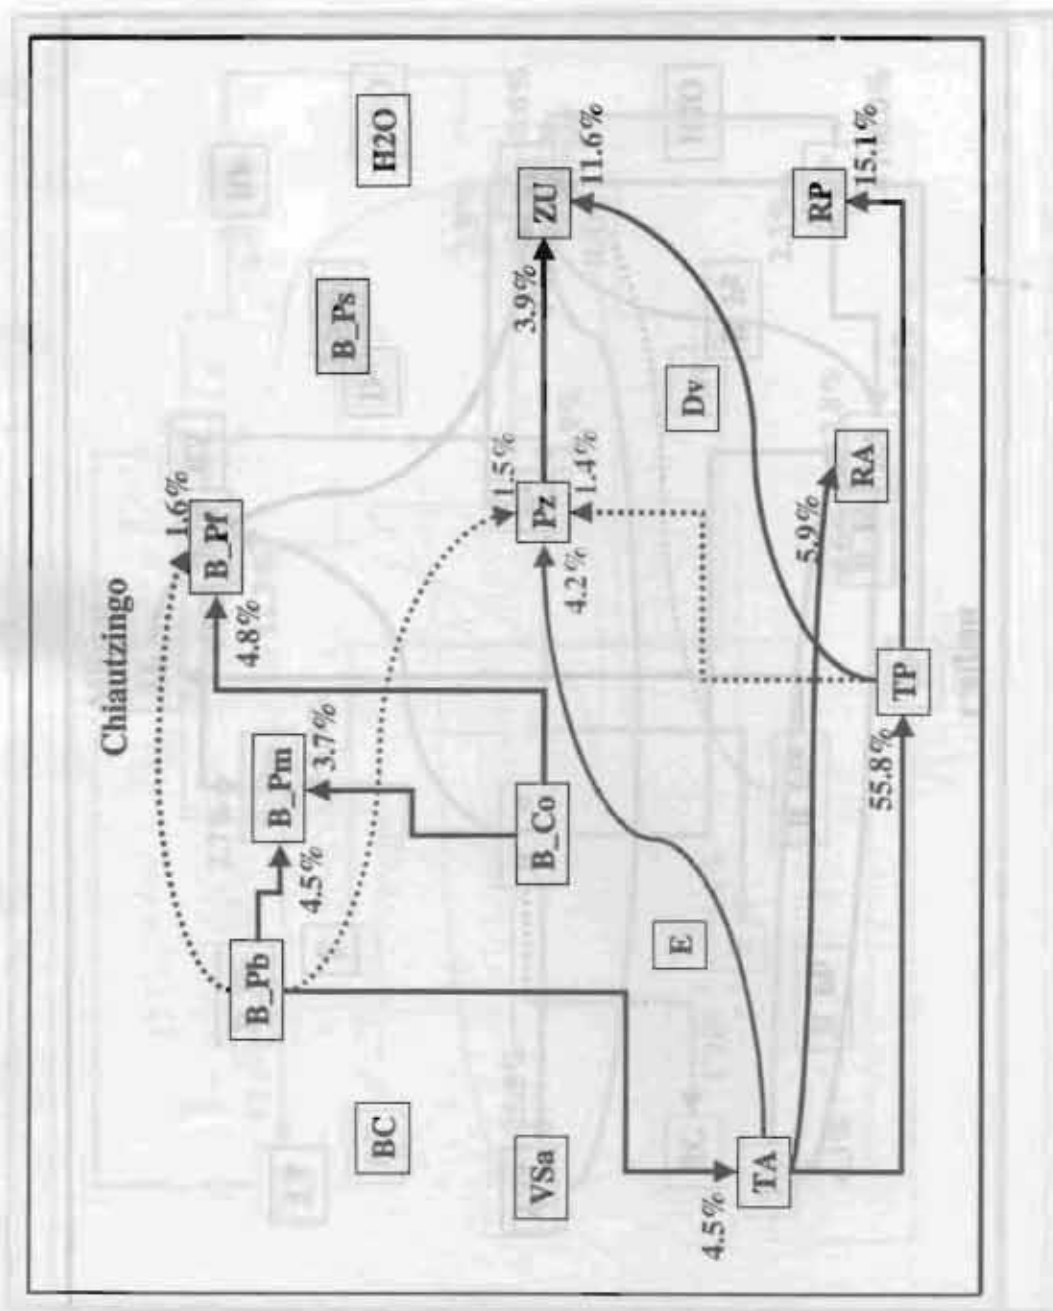 Chiautzingo
1.6%
B_Pf
4.8%
B_Pb
B_Pm
4.5%
3.7%
B_Ps
BC
H2O
1.5%
3.9%
VSa
B_Co
Pz
ZU
4.2%
1.4%
11.6%
E
Dv
4.5%
TA
5.9%
RP
RA
15.1%
55.8%
TP